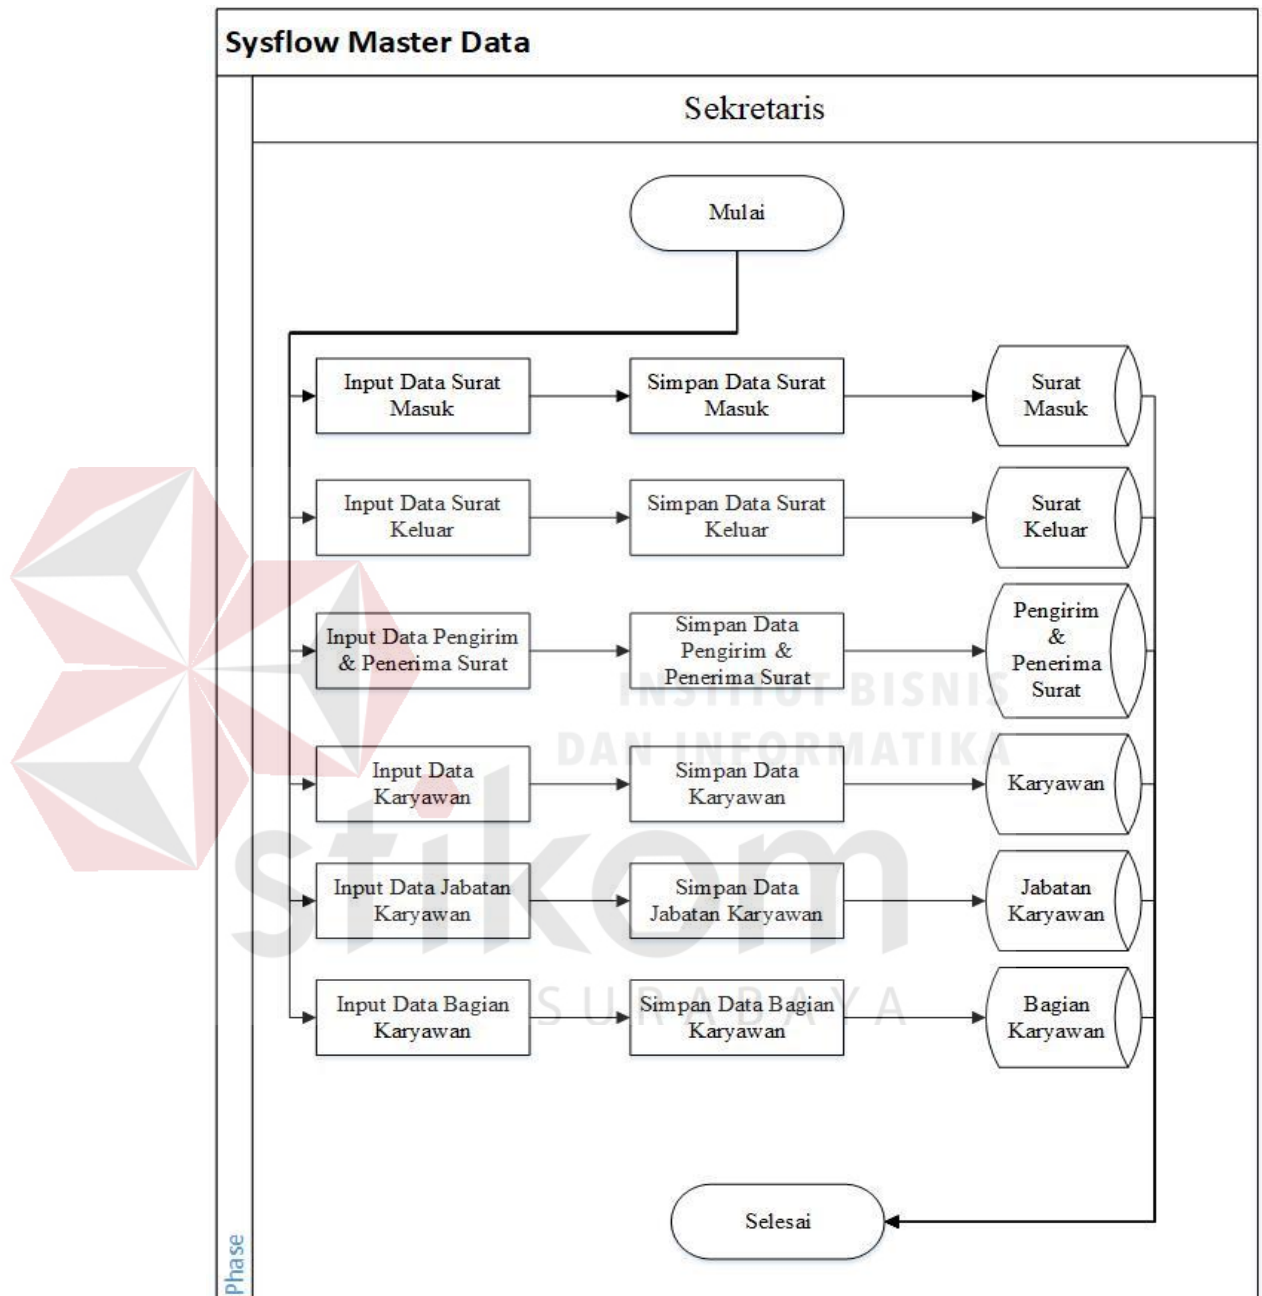 Sysflow Master Data
Sekretaris
Mulai
Input Data Surat
Masuk
Simpan Data Surat
Masuk
Surat
Masuk
Input Data Surat
Keluar
Simpan Data Surat
Keluar
Surat
Keluar
Input Data Pengirim
& Penerima Surat
Simpan Data
Pengirim &
Penerima Surat
Pengirim
&
Penerima
Surat
INSTITUT BISNIS
DAN INFORMATIKA
Input Data
Karyawan
Simpan Data
Karyawan
Karyawan
stikom
Input Data Jabatan
Karyawan
Simpan Data
Jabatan Karyawan
Jabatan
Karyawan
SURABAYA
Input Data Bagian
Karyawan
Simpan Data Bagian
Karyawan
Bagian
Karyawan
Selesai
Phase